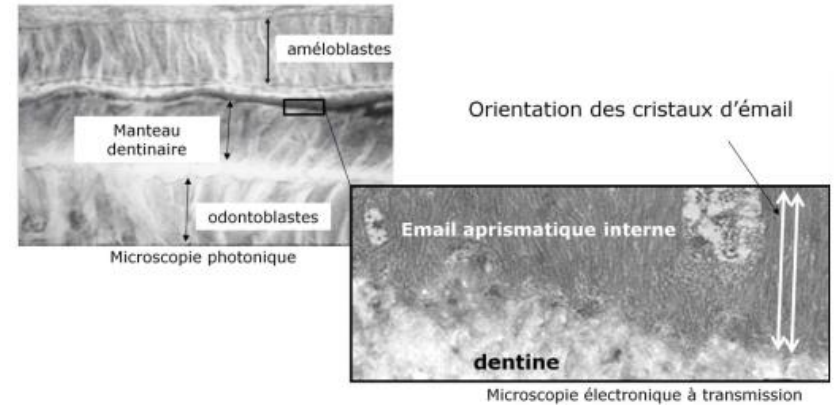 améloblastes
Manteau
dentinaire
odontoblastes
Microscopie photonique
Orientation des cristaux d’émail
Email aprismatique interne
dentine
Microscopie électronique à transmission